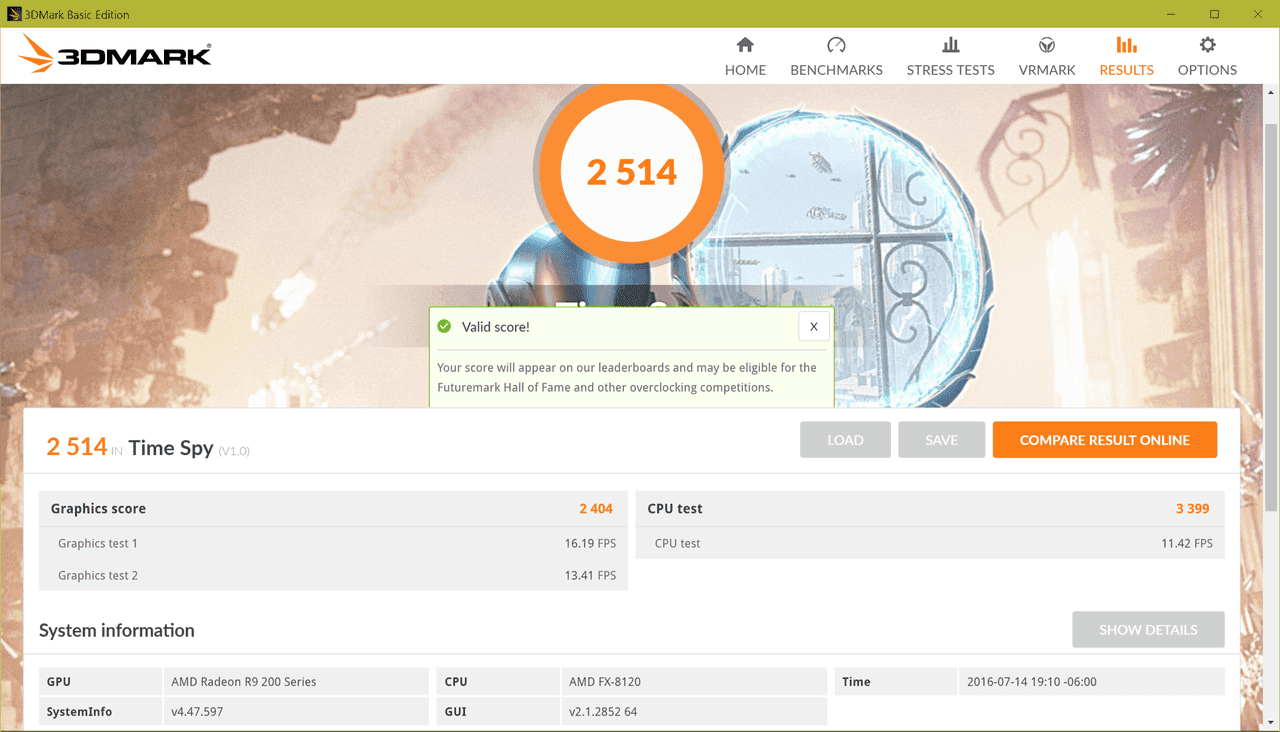 3DMark Basic Edition
3DMARK
HOME BENCHMARKS STRESS TESTS VRMARK RESULTS OPTIONS
2 514
Valid score!
X
Your score will appear on our leaderboards and may be eligible for the
Futuremark Hall of Fame and other overclocking competitions.
2 514 IN Time Spy (V1.0)
LOAD SAVE COMPARE RESULT ONLINE
Graphics score 2 404
Graphics test 1 16.19 FPS
Graphics test 2 13.41 FPS
CPU test 3 399
CPU test 11.42 FPS
System information
SHOW DETAILS
GPU AMD Radeon R9 200 Series CPU AMD FX-8120 Time 2016-07-14 19:10 -06:00
SystemInfo v4.47.597 GUI v2.1.2852 64